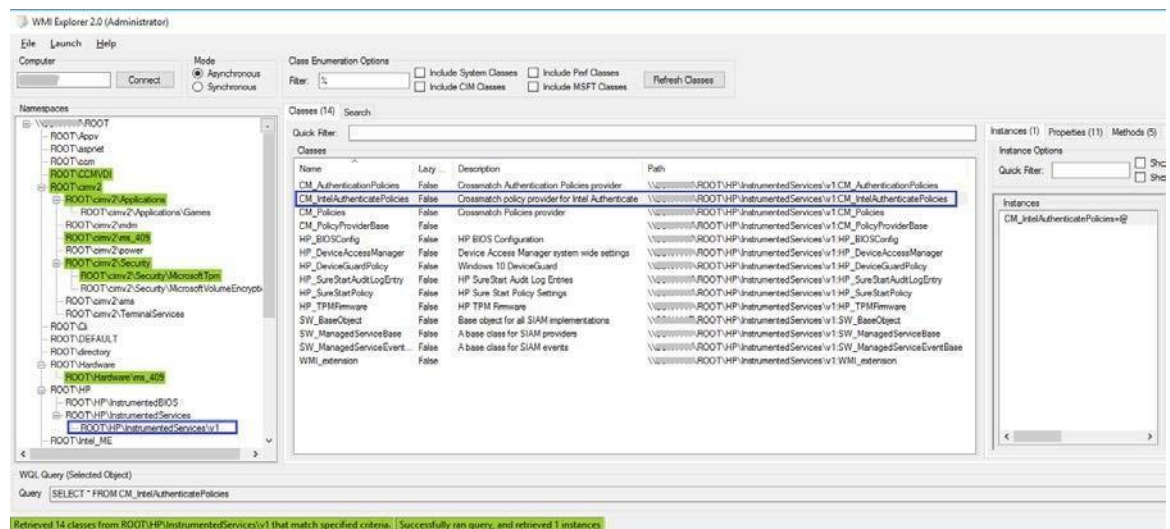 WMI Explorer 2.0 (Administrator)
File Launch Help
Computer
Connect
Mode
Asynchronous
Synchronous
Class Enumeration Options
Filter: %
Include System Classes
Include Perf Classes
Include CIM Classes
Include MSFT Classes
Refresh Classes
Namespaces
\ROOT
ROOT\Appv
ROOT\aspnet
ROOT\ccm
ROOT\CCMVDI
ROOT\cimv2
ROOT\cimv2\Applications
ROOT\cimv2\Applications\Games
ROOT\cimv2\mdm
ROOT\cimv2\ms_409
ROOT\cimv2\power
ROOT\cimv2\Security
ROOT\cimv2\Security\MicrosoftTpm
ROOT\cimv2\Security\MicrosoftVolumeEncrypti
ROOT\cimv2\sms
ROOT\cimv2\TerminalServices
ROOT\Cli
ROOT\DEFAULT
ROOT\directory
ROOT\Hardware
ROOT\Hardware\ms_409
ROOT\HP
ROOT\HP\InstrumentedBIOS
ROOT\HP\InstrumentedServices
ROOT\HP\InstrumentedServices\v1
ROOT\Intel_ME
Classes (14) Search
Quick Filter:
Classes
Name Lazy ... Description Path
CM_AuthenticationPolicies False Crossmatch Authentication Policies provider \ROOT\HP\InstrumentedServices\v1:CM_AuthenticationPolicies
CM_IntelAuthenticatePolicies False Crossmatch policy provider for Intel Authenticate \ROOT\HP\InstrumentedServices\v1:CM_IntelAuthenticatePolicies
CM_Policies False Crossmatch Policies provider \ROOT\HP\InstrumentedServices\v1:CM_Policies
CM_PolicyProviderBase False \ROOT\HP\InstrumentedServices\v1:CM_PolicyProviderBase
HP_BIOSConfig False HP BIOS Configuration \ROOT\HP\InstrumentedServices\v1:HP_BIOSConfig
HP_DeviceAccessManager False Device Access Manager system wide settings \ROOT\HP\InstrumentedServices\v1:HP_DeviceAccessManager
HP_DeviceGuardPolicy False Windows 10 DeviceGuard \ROOT\HP\InstrumentedServices\v1:HP_DeviceGuardPolicy
HP_SureStartAuditLogEntry False HP SureStart Audit Log Entries \ROOT\HP\InstrumentedServices\v1:HP_SureStartAuditLogEntry
HP_SureStartPolicy False HP Sure Start Policy Settings \ROOT\HP\InstrumentedServices\v1:HP_SureStartPolicy
HP_TPMFirmware False HP TPM Firmware \ROOT\HP\InstrumentedServices\v1:HP_TPMFirmware
SW_BaseObject False Base object for all SIAM implementations \ROOT\HP\InstrumentedServices\v1:SW_BaseObject
SW_ManagedServiceBase False A base class for SIAM providers \ROOT\HP\InstrumentedServices\v1:SW_ManagedServiceBase
SW_ManagedServiceEvent... False A base class for SIAM events \ROOT\HP\InstrumentedServices\v1:SW_ManagedServiceEventBase
WMI_extension False \ROOT\HP\InstrumentedServices\v1:WMI_extension
Instances (1) Properties (11) Methods (5)
Instance Options
Quick Filter:
Instances
CM_IntelAuthenticatePolicies=@
WQL Query (Selected Object)
Query SELECT * FROM CM_IntelAuthenticatePolicies
Retrieved 14 classes from ROOT\HP\InstrumentedServices\v1 that match specified criteria. Successfully ran query, and retrieved 1 instances